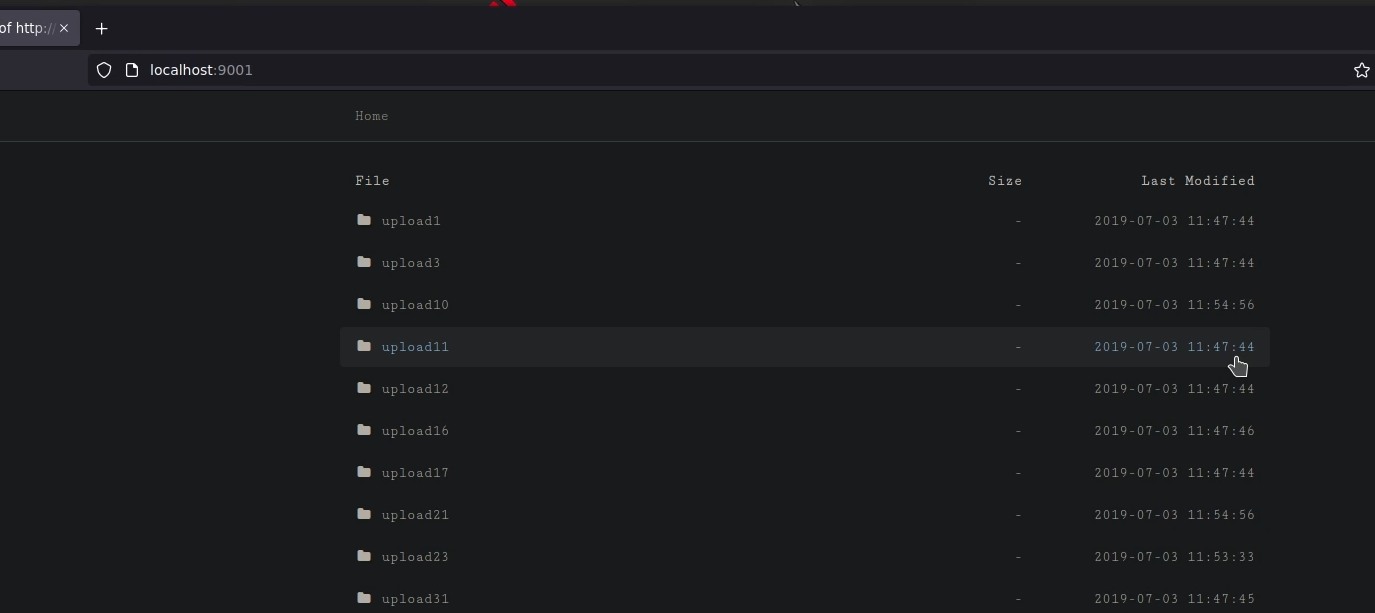 of http://
localhost:9001
Home
File Size Last Modified
upload1 - 2019-07-03 11:47:44
upload3 - 2019-07-03 11:47:44
upload10 - 2019-07-03 11:54:56
upload11 - 2019-07-03 11:47:44
upload12 - 2019-07-03 11:47:44
upload16 - 2019-07-03 11:47:46
upload17 - 2019-07-03 11:47:44
upload21 - 2019-07-03 11:54:56
upload23 - 2019-07-03 11:53:33
upload31 - 2019-07-03 11:47:45